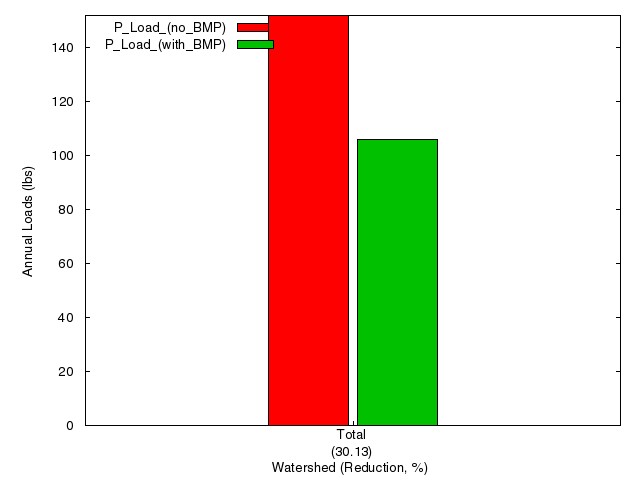 P_Load_(no_BMP)
P_Load_(with_BMP)
140
120
100
80
60
40
20
0
Annual Loads (lbs)
Total
(30.13)
Watershed (Reduction, %)